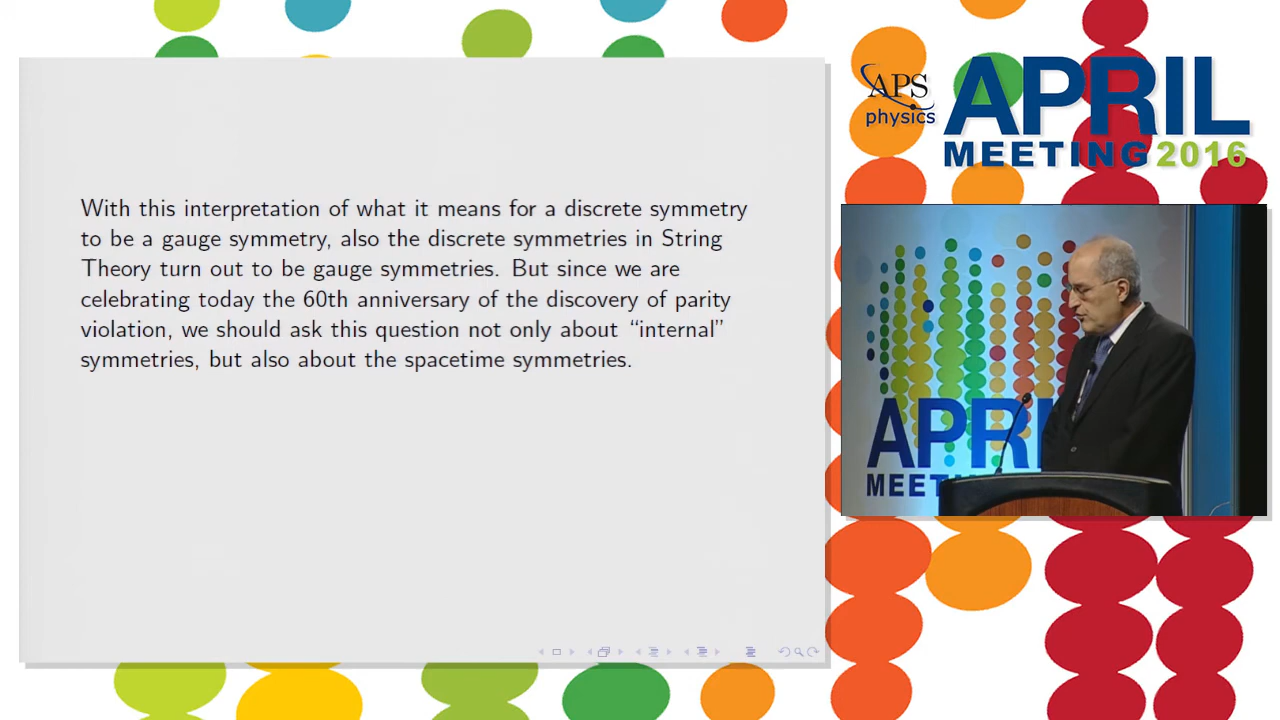 With this interpretation of what it means for a discrete symmetry
to be a gauge symmetry, also the discrete symmetries in String
Theory turn out to be gauge symmetries. But since we are
celebrating today the 60th anniversary of the discovery of parity
violation, we should ask this question not only about “internal”
symmetries, but also about the spacetime symmetries.
APS
physics
APRIL
MEETING 2016
APRI
MEET